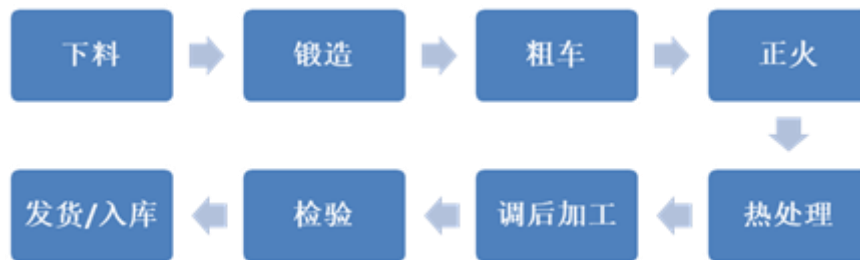 下料
锻造
粗车
正火
热处理
调后加工
检验
发货/入库